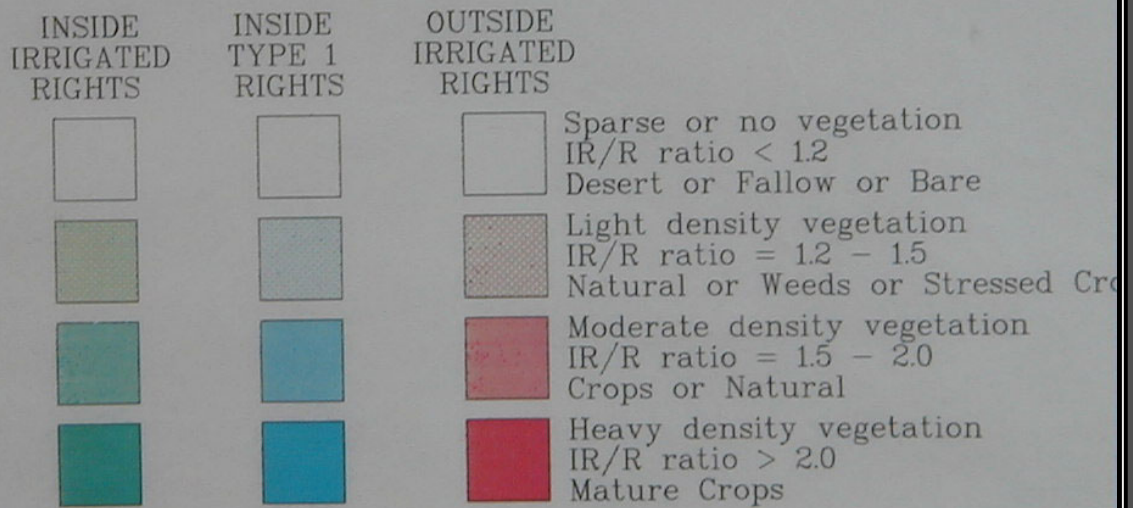 INSIDE IRRIGATED RIGHTS
INSIDE TYPE 1 RIGHTS
OUTSIDE IRRIGATED RIGHTS
Sparse or no vegetation
IR/R ratio < 1.2
Desert or Fallow or Bare
Light density vegetation
IR/R ratio = 1.2 - 1.5
Natural or Weeds or Stressed
Moderate density vegetation
IR/R ratio = 1.5 - 2.0
Crops or Natural
Heavy density vegetation
IR/R ratio > 2.0
Mature Crops